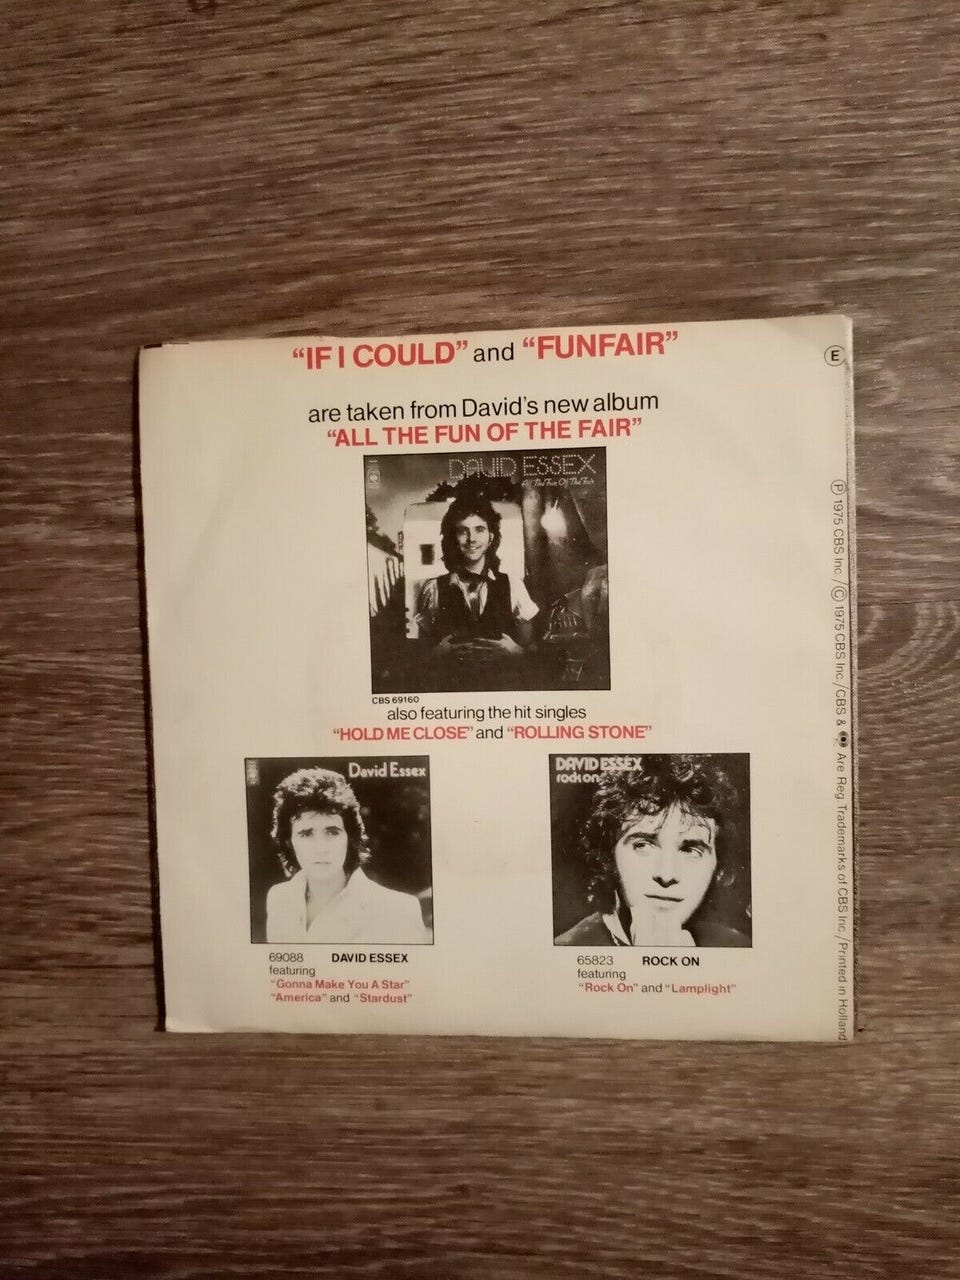 “IF I COULD” and “FUNFAIR”
E
are taken from David's new album
“ALL THE FUN OF THE FAIR”
DAVID ESSEX
All The Fun Of The Fair
CBS 69160
also featuring the hit singles
“HOLD ME CLOSE” and “ROLLING STONE”
David Essex
69088 DAVID ESSEX
featuring
“Gonna Make You A Star”
“America” and “Stardust”
DAVID ESSEX
rock on
65823 ROCK ON
featuring
“Rock On” and “Lamplight”
Ⓟ 1975 CBS Inc./Ⓒ 1975 CBS Inc./CBS & Are Reg Trademarks of CBS Inc./Printed in Holland